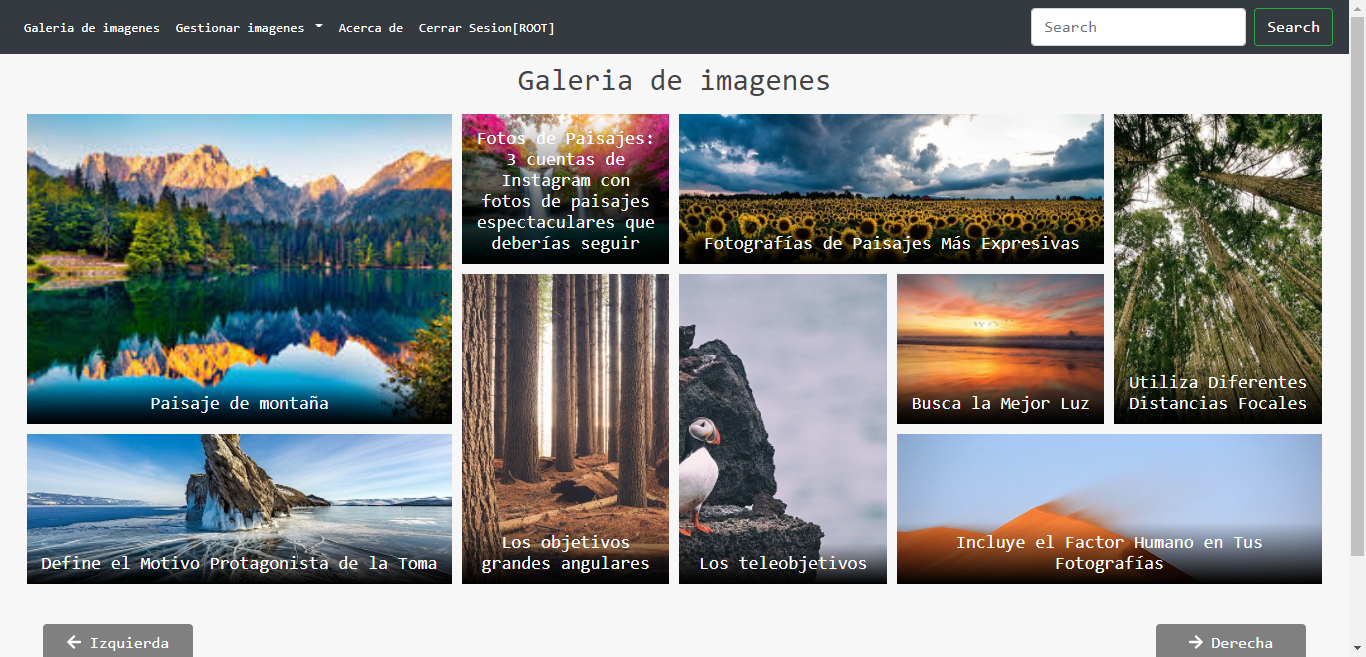 Galeria de imagenes Gestionar imagenes Acerca de Cerrar Sesion[ROOT] Search Search
Galeria de imagenes
Fotos de Paisajes:
3 cuentas de
Instagram con
fotos de paisajes
espectaculares que
deberías seguir
Fotografías de Paisajes Más Expresivas
Paisaje de montaña
Busca la Mejor Luz
Utiliza Diferentes
Distancias Focales
Define el Motivo Protagonista de la Toma
Los objetivos
grandes angulares
Los teleobjetivos
Incluye el Factor Humano en Tus
Fotografías
Izquierda
Derecha